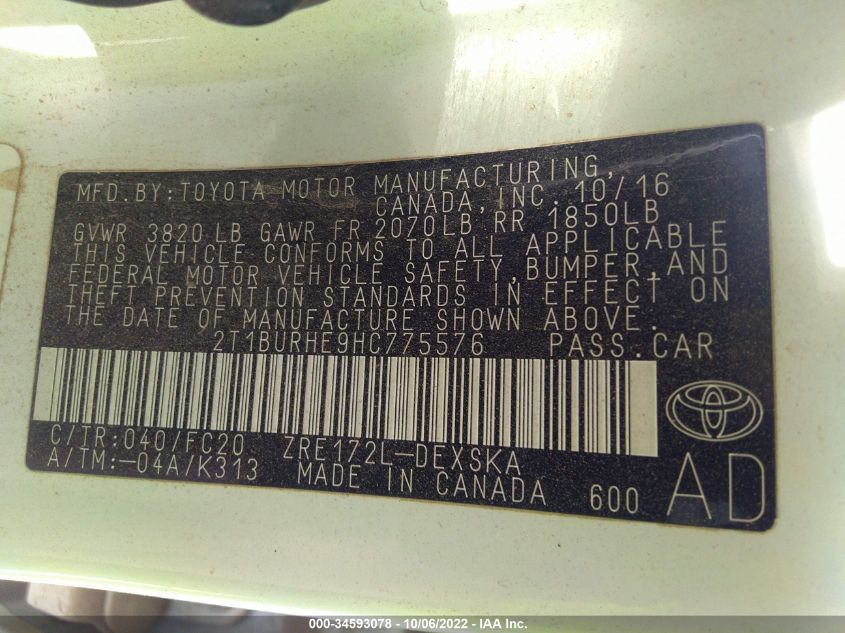 MFD.BY:TOYOTA MOTOR MANUFACTURING,
CANADA,INC. 10/16
GVWR 3820 LB GAWR FR 2070LB RR 1850LB
THIS VEHICLE CONFORMS TO ALL APPLICABLE
FEDERAL MOTOR VEHICLE SAFETY,BUMPER,AND
THEFT PREVENTION STANDARDS IN EFFECT ON
THE DATE OF MANUFACTURE SHOWN ABOVE.
2T1BURHE9HC775576 PASS.CAR
C/TR:040/FC20 ZRE172L-DEXSKA
A/TM:-04A/K313 MADE IN CANADA 600 AD
000-34593078 - 10/06/2022 - IAA Inc.